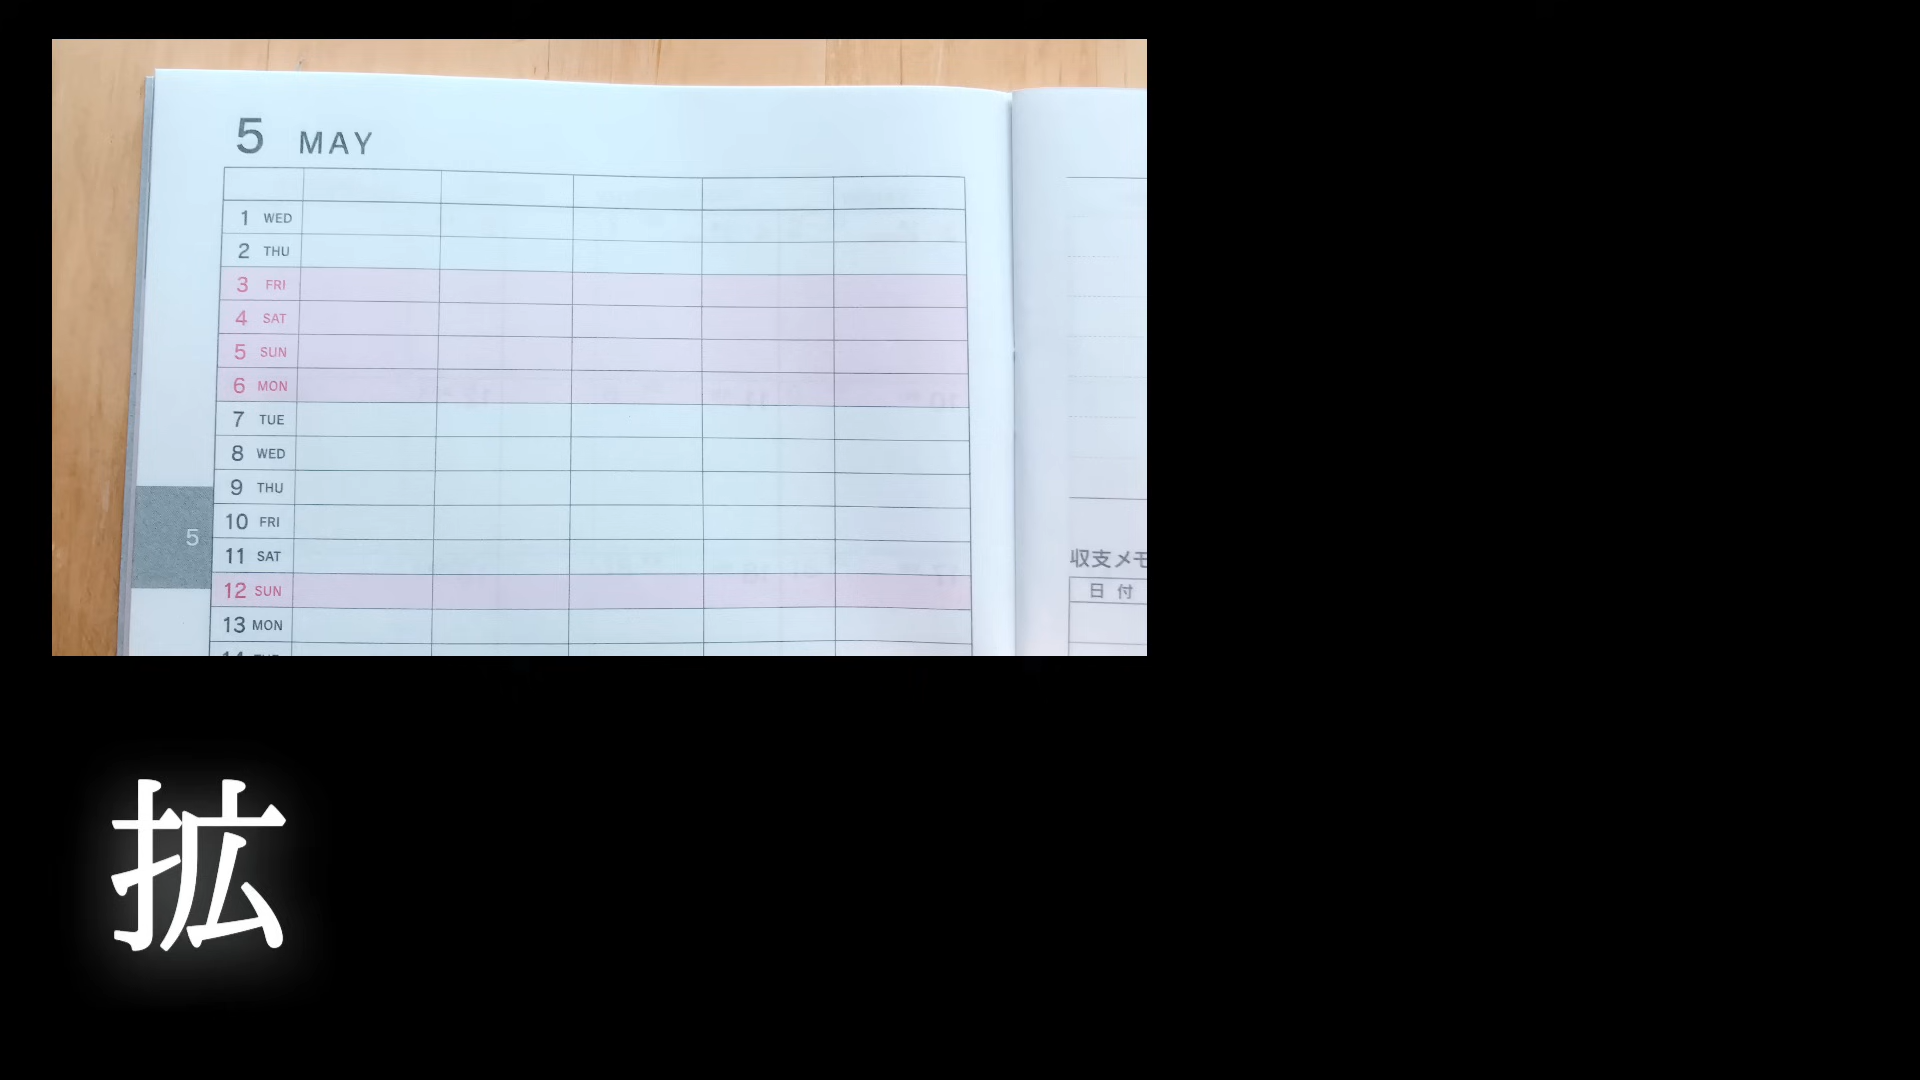 5 MAY
1 WED
2 THU
3 FRI
4 SAT
5 SUN
6 MON
7 TUE
8 WED
9 THU
10 FRI
5
11 SAT
12 SUN
13 MON
収支メモ
日 付
拡